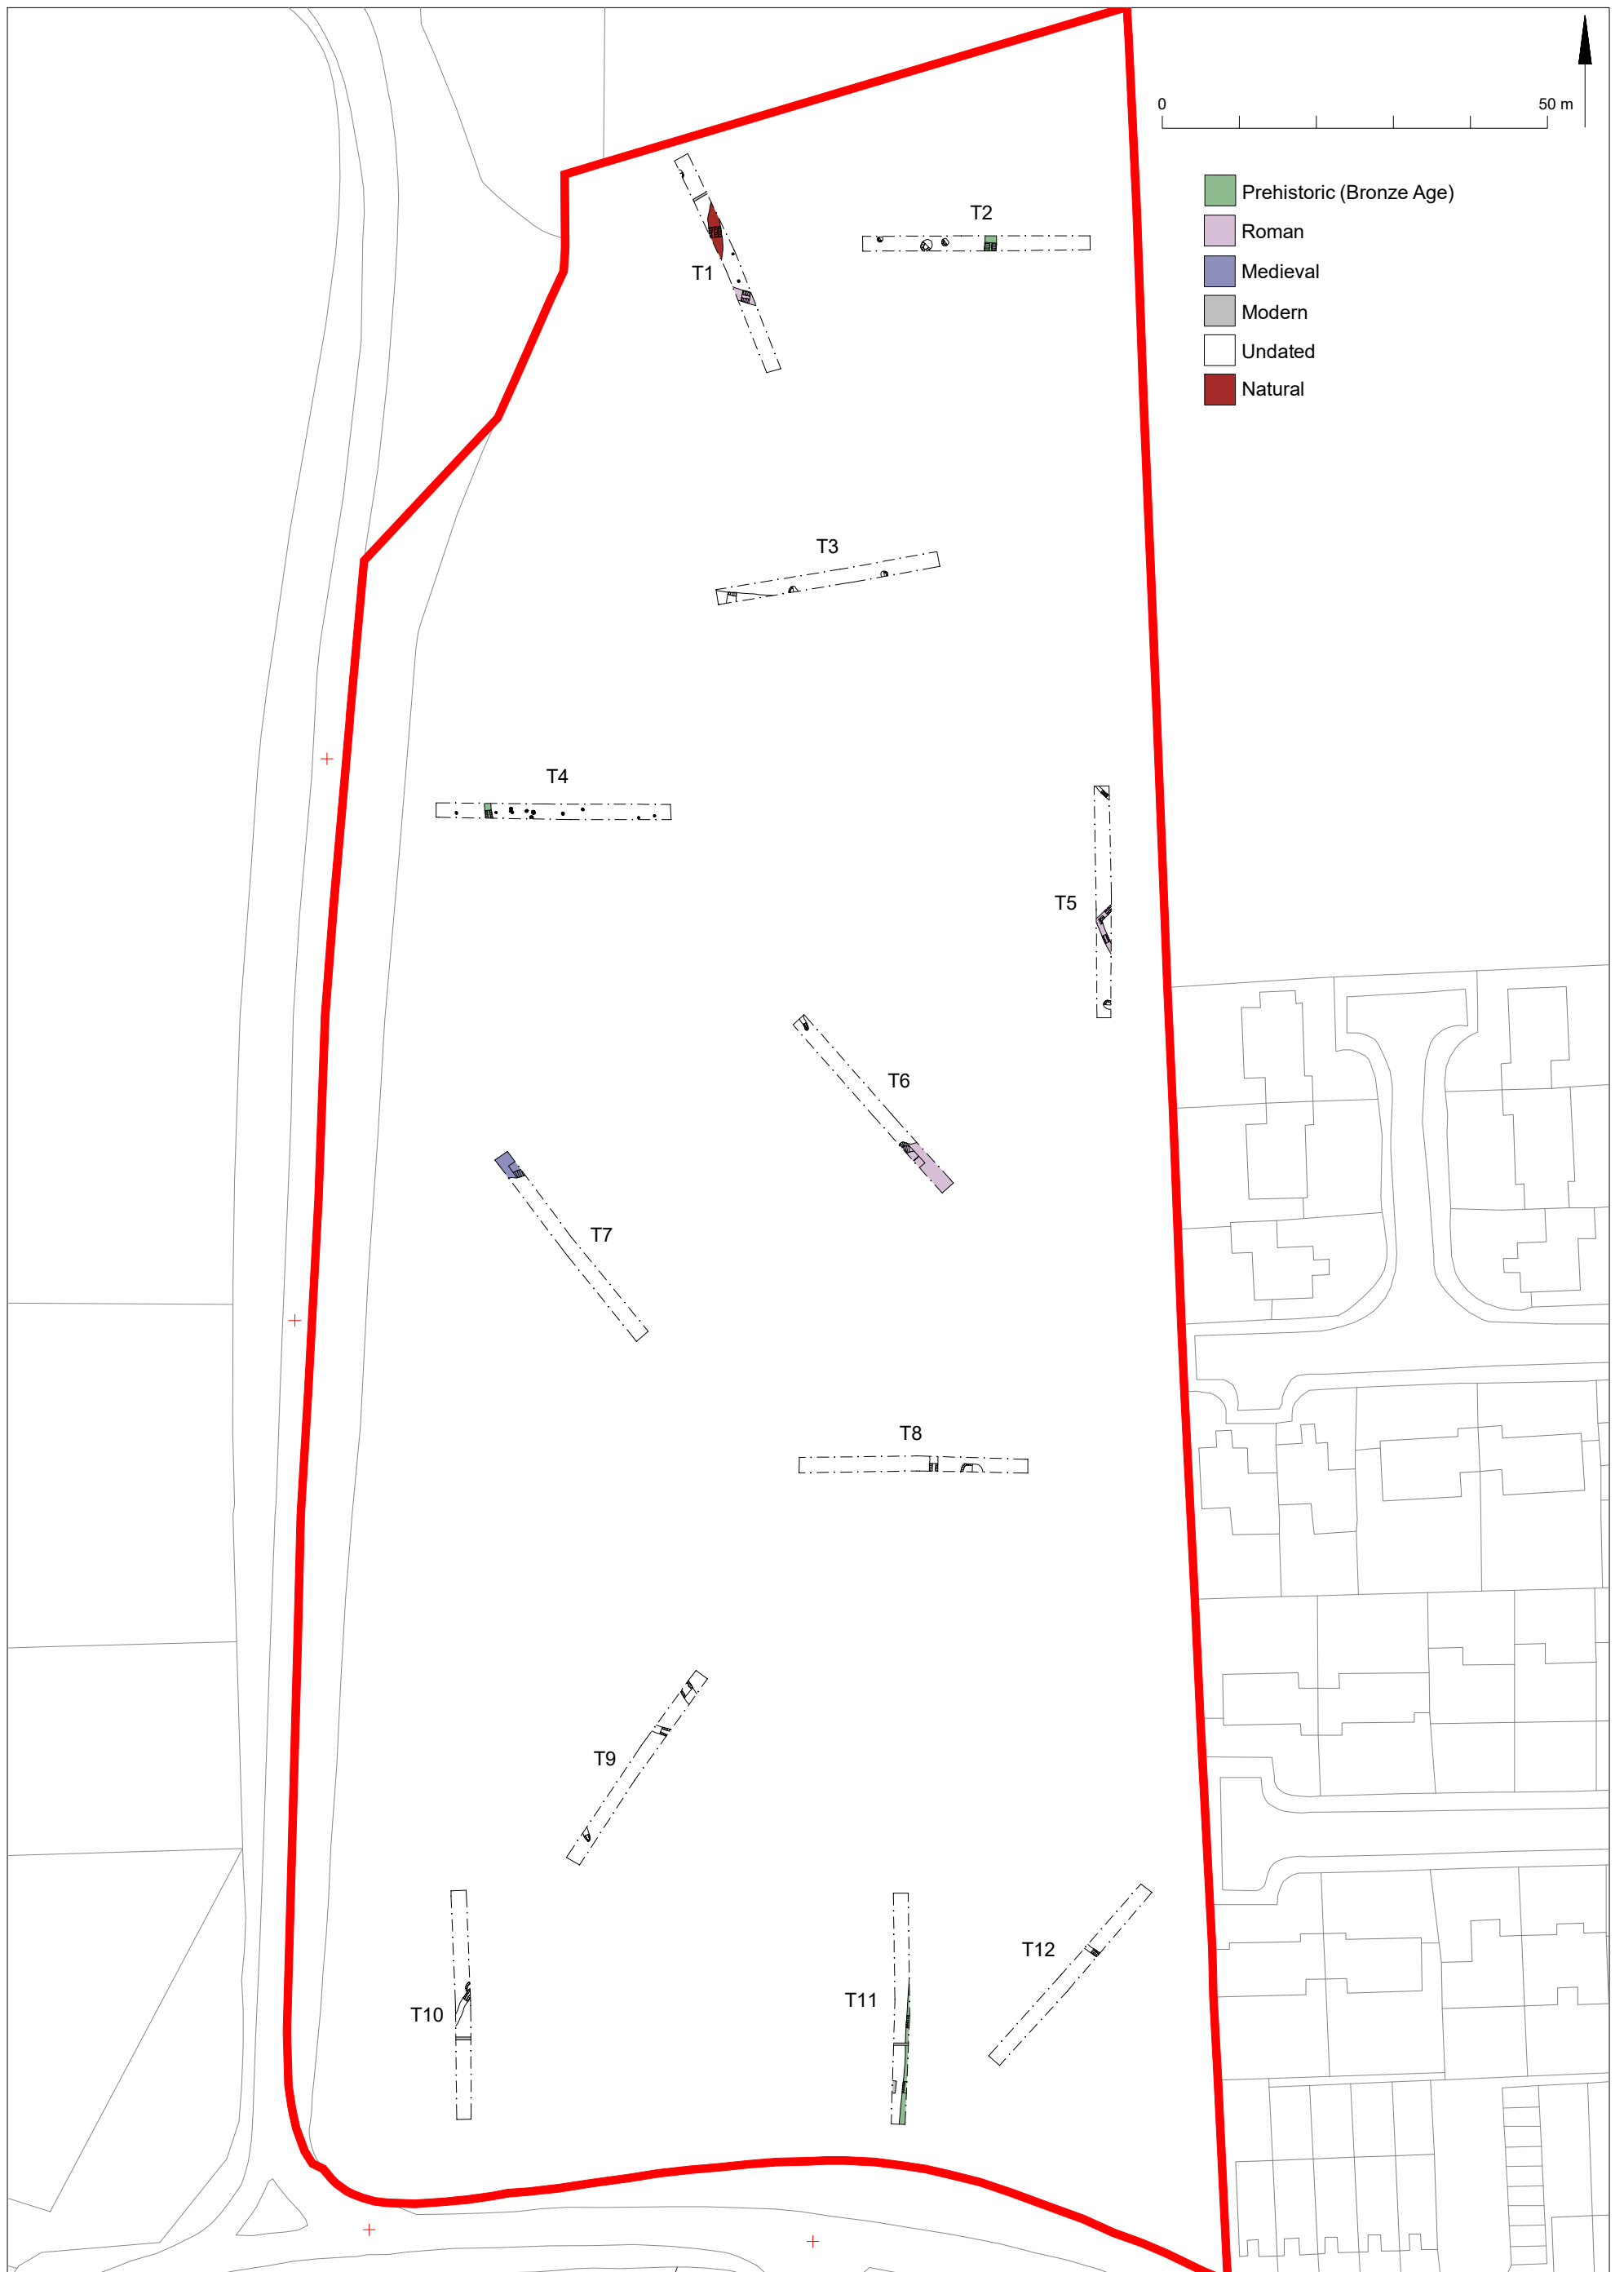 0 50 m
Prehistoric (Bronze Age)
Roman
Medieval
Modern
Undated
Natural
T1
T2
T3
T4
T5
T6
T7
T8
T9
T10
T11
T12